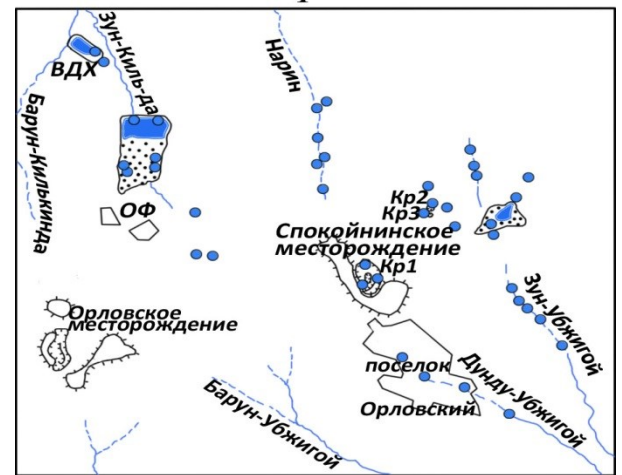 Зун-Киль-да
ВДХ
Нарин
Барун-Килькинда
Кр2
Кр3
ОФ
Спокойнинское
месторождение
Кр1
Зун-Убжигой
Орловское
месторождение
поселок
Дунду-Убжигой
Барун-Убжигой
Орловский